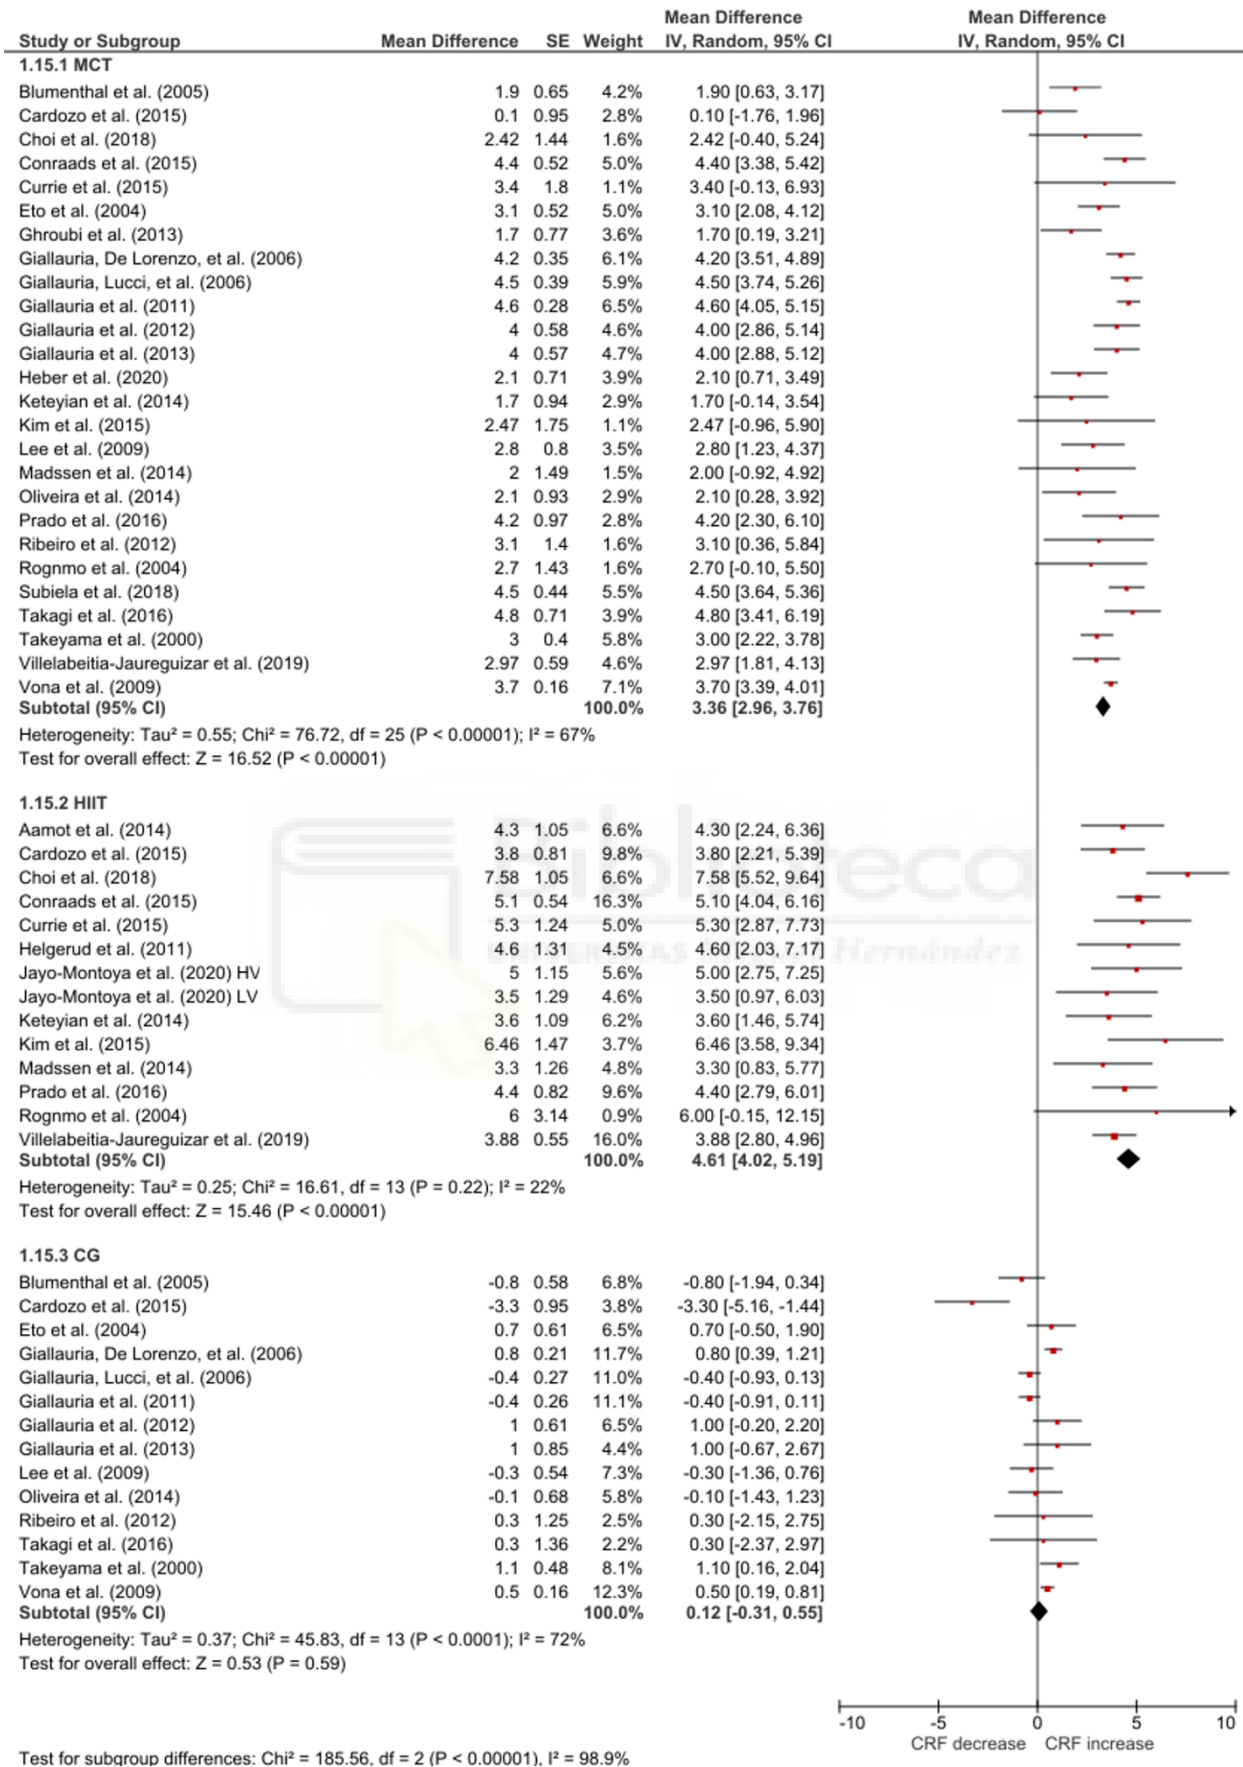 Mean Difference Mean Difference
Study or Subgroup Mean Difference SE Weight IV, Random, 95% CI IV, Random, 95% CI
1.15.1 MCT
Blumenthal et al. (2005) 1.9 0.65 4.2% 1.90 [0.63, 3.17]
Cardozo et al. (2015) 0.1 0.95 2.8% 0.10 [-1.76, 1.96]
Choi et al. (2018) 2.42 1.44 1.6% 2.42 [-0.40, 5.24]
Conraads et al. (2015) 4.4 0.52 5.0% 4.40 [3.38, 5.42]
Currie et al. (2015) 3.4 1.8 1.1% 3.40 [-0.13, 6.93]
Eto et al. (2004) 3.1 0.52 5.0% 3.10 [2.08, 4.12]
Ghroubi et al. (2013) 1.7 0.77 3.6% 1.70 [0.19, 3.21]
Giallauria, De Lorenzo, et al. (2006) 4.2 0.35 6.1% 4.20 [3.51, 4.89]
Giallauria, Lucci, et al. (2006) 4.5 0.39 5.9% 4.50 [3.74, 5.26]
Giallauria et al. (2011) 4.6 0.28 6.5% 4.60 [4.05, 5.15]
Giallauria et al. (2012) 4 0.58 4.6% 4.00 [2.86, 5.14]
Giallauria et al. (2013) 4 0.57 4.7% 4.00 [2.88, 5.12]
Heber et al. (2020) 2.1 0.71 3.9% 2.10 [0.71, 3.49]
Keteyian et al. (2014) 1.7 0.94 2.9% 1.70 [-0.14, 3.54]
Kim et al. (2015) 2.47 1.75 1.1% 2.47 [-0.96, 5.90]
Lee et al. (2009) 2.8 0.8 3.5% 2.80 [1.23, 4.37]
Madssen et al. (2014) 2 1.49 1.5% 2.00 [-0.92, 4.92]
Oliveira et al. (2014) 2.1 0.93 2.9% 2.10 [0.28, 3.92]
Prado et al. (2016) 4.2 0.97 2.8% 4.20 [2.30, 6.10]
Ribeiro et al. (2012) 3.1 1.4 1.6% 3.10 [0.36, 5.84]
Rognmo et al. (2004) 2.7 1.43 1.6% 2.70 [-0.10, 5.50]
Subiela et al. (2018) 4.5 0.44 5.5% 4.50 [3.64, 5.36]
Takagi et al. (2016) 4.8 0.71 3.9% 4.80 [3.41, 6.19]
Takeyama et al. (2000) 3 0.4 5.8% 3.00 [2.22, 3.78]
Villelabeitia-Jaureguizar et al. (2019) 2.97 0.59 4.6% 2.97 [1.81, 4.13]
Vona et al. (2009) 3.7 0.16 7.1% 3.70 [3.39, 4.01]
Subtotal (95% CI) 100.0% 3.36 [2.96, 3.76]
Heterogeneity: Tau² = 0.55; Chi² = 76.72, df = 25 (P < 0.00001); I² = 67%
Test for overall effect: Z = 16.52 (P < 0.00001)
1.15.2 HIIT
Aamot et al. (2014) 4.3 1.05 6.6% 4.30 [2.24, 6.36]
Cardozo et al. (2015) 3.8 0.81 9.8% 3.80 [2.21, 5.39]
Choi et al. (2018) 7.58 1.05 6.6% 7.58 [5.52, 9.64]
Conraads et al. (2015) 5.1 0.54 16.3% 5.10 [4.04, 6.16]
Currie et al. (2015) 5.3 1.24 5.0% 5.30 [2.87, 7.73]
Helgerud et al. (2011) 4.6 1.31 4.5% 4.60 [2.03, 7.17]
Jayo-Montoya et al. (2020) HV 5 1.15 5.6% 5.00 [2.75, 7.25]
Jayo-Montoya et al. (2020) LV 3.5 1.29 4.6% 3.50 [0.97, 6.03]
Keteyian et al. (2014) 3.6 1.09 6.2% 3.60 [1.46, 5.74]
Kim et al. (2015) 6.46 1.47 3.7% 6.46 [3.58, 9.34]
Madssen et al. (2014) 3.3 1.26 4.8% 3.30 [0.83, 5.77]
Prado et al. (2016) 4.4 0.82 9.6% 4.40 [2.79, 6.01]
Rognmo et al. (2004) 6 3.14 0.9% 6.00 [-0.15, 12.15]
Villelabeitia-Jaureguizar et al. (2019) 3.88 0.55 16.0% 3.88 [2.80, 4.96]
Subtotal (95% CI) 100.0% 4.61 [4.02, 5.19]
Heterogeneity: Tau² = 0.25; Chi² = 16.61, df = 13 (P = 0.22); I² = 22%
Test for overall effect: Z = 15.46 (P < 0.00001)
Biblioteca
UNIVERSITAS Miguel Hernández
1.15.3 CG
Blumenthal et al. (2005) -0.8 0.58 6.8% -0.80 [-1.94, 0.34]
Cardozo et al. (2015) -3.3 0.95 3.8% -3.30 [-5.16, -1.44]
Eto et al. (2004) 0.7 0.61 6.5% 0.70 [-0.50, 1.90]
Giallauria, De Lorenzo, et al. (2006) 0.8 0.21 11.7% 0.80 [0.39, 1.21]
Giallauria, Lucci, et al. (2006) -0.4 0.27 11.0% -0.40 [-0.93, 0.13]
Giallauria et al. (2011) -0.4 0.26 11.1% -0.40 [-0.91, 0.11]
Giallauria et al. (2012) 1 0.61 6.5% 1.00 [-0.20, 2.20]
Giallauria et al. (2013) 1 0.85 4.4% 1.00 [-0.67, 2.67]
Lee et al. (2009) -0.3 0.54 7.3% -0.30 [-1.36, 0.76]
Oliveira et al. (2014) -0.1 0.68 5.8% -0.10 [-1.43, 1.23]
Ribeiro et al. (2012) 0.3 1.25 2.5% 0.30 [-2.15, 2.75]
Takagi et al. (2016) 0.3 1.36 2.2% 0.30 [-2.37, 2.97]
Takeyama et al. (2000) 1.1 0.48 8.1% 1.10 [0.16, 2.04]
Vona et al. (2009) 0.5 0.16 12.3% 0.50 [0.19, 0.81]
Subtotal (95% CI) 100.0% 0.12 [-0.31, 0.55]
Heterogeneity: Tau² = 0.37; Chi² = 45.83, df = 13 (P < 0.0001); I² = 72%
Test for overall effect: Z = 0.53 (P = 0.59)
-10 -5 0 5 10
CRF decrease CRF increase
Test for subgroup differences: Chi² = 185.56, df = 2 (P < 0.00001), I² = 98.9%